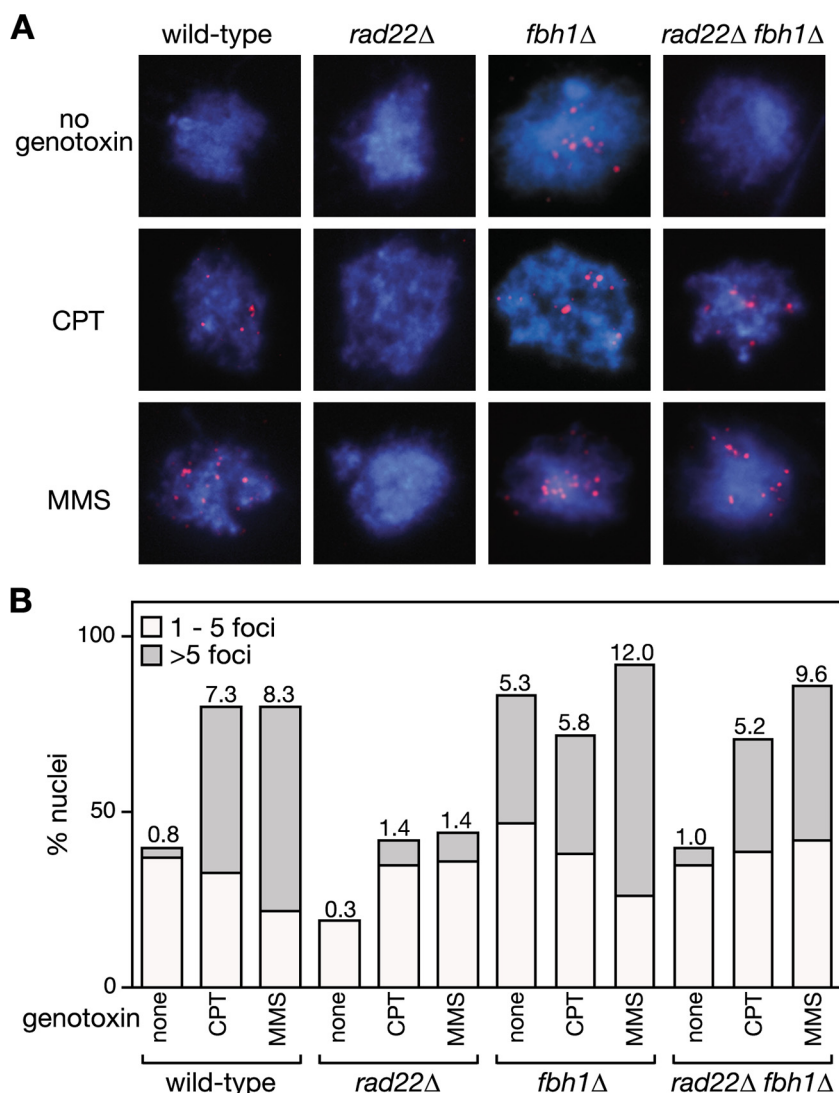 A
wild-type rad22Δ fbh1Δ rad22Δ fbh1Δ
no
genotoxin
CPT
MMS
B
1 - 5 foci
>5 foci
% nuclei
100
50
0
0.8 7.3 8.3 0.3 1.4 1.4 5.3 5.8 12.0 1.0 5.2 9.6
genotoxin none CPT MMS none CPT MMS none CPT MMS none CPT MMS
wild-type rad22Δ fbh1Δ rad22Δ fbh1Δ